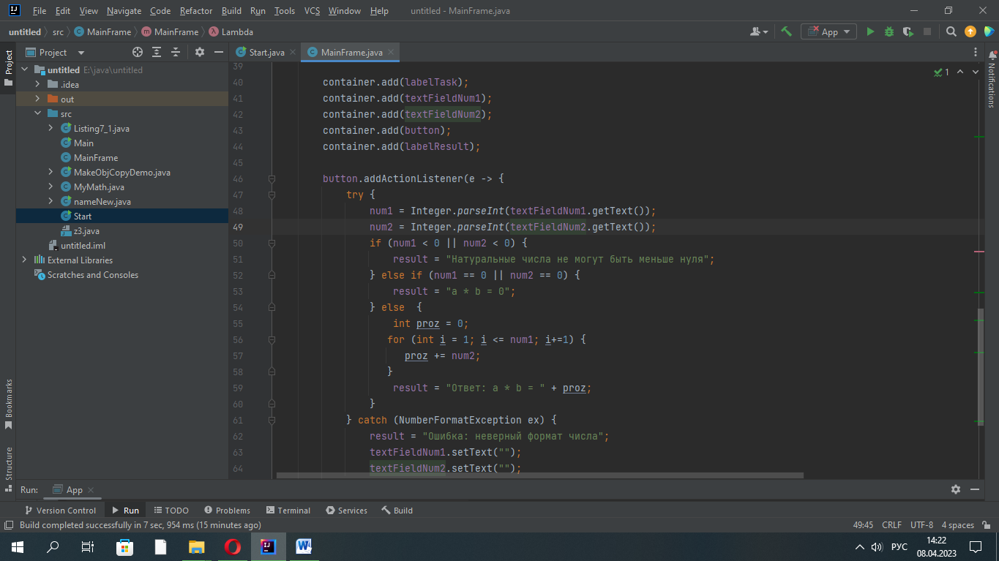 File Edit View Navigate Code Refactor Build Run Tools VCS Window Help untitled - MainFrame.java
untitled src MainFrame MainFrame Lambda App
Project Project Start.java MainFrame.java
untitled E:\java\untitled
.idea
out
src
Listing7_1.java
Main
MainFrame
MakeObjCopyDemo.java
MyMath.java
nameNew.java
Start
z3.java
untitled.iml
External Libraries
Scratches and Consoles
1
39
40 container.add(labelTask);
41 container.add(textFieldNum1);
42 container.add(textFieldNum2);
43 container.add(button);
44 container.add(labelResult);
45
46 button.addActionListener(e -> {
47 try {
48 num1 = Integer.parseInt(textFieldNum1.getText());
49 num2 = Integer.parseInt(textFieldNum2.getText());
50 if (num1 < 0 || num2 < 0) {
51 result = "Натуральные числа не могут быть меньше нуля";
52 } else if (num1 == 0 || num2 == 0) {
53 result = "a * b = 0";
54 } else {
55 int proz = 0;
56 for (int i = 1; i <= num1; i+=1) {
57 proz += num2;
58 }
59 result = "Ответ: a * b = " + proz;
60 }
61 } catch (NumberFormatException ex) {
62 result = "Ошибка: неверный формат числа";
63 textFieldNum1.setText("");
64 textFieldNum2.setText("");
Notifications
Bookmarks
Structure
Run: App
Version Control Run TODO Problems Terminal Services Build
Build completed successfully in 7 sec, 954 ms (15 minutes ago) 49:45 CRLF UTF-8 4 spaces
РУС 14:22
08.04.2023